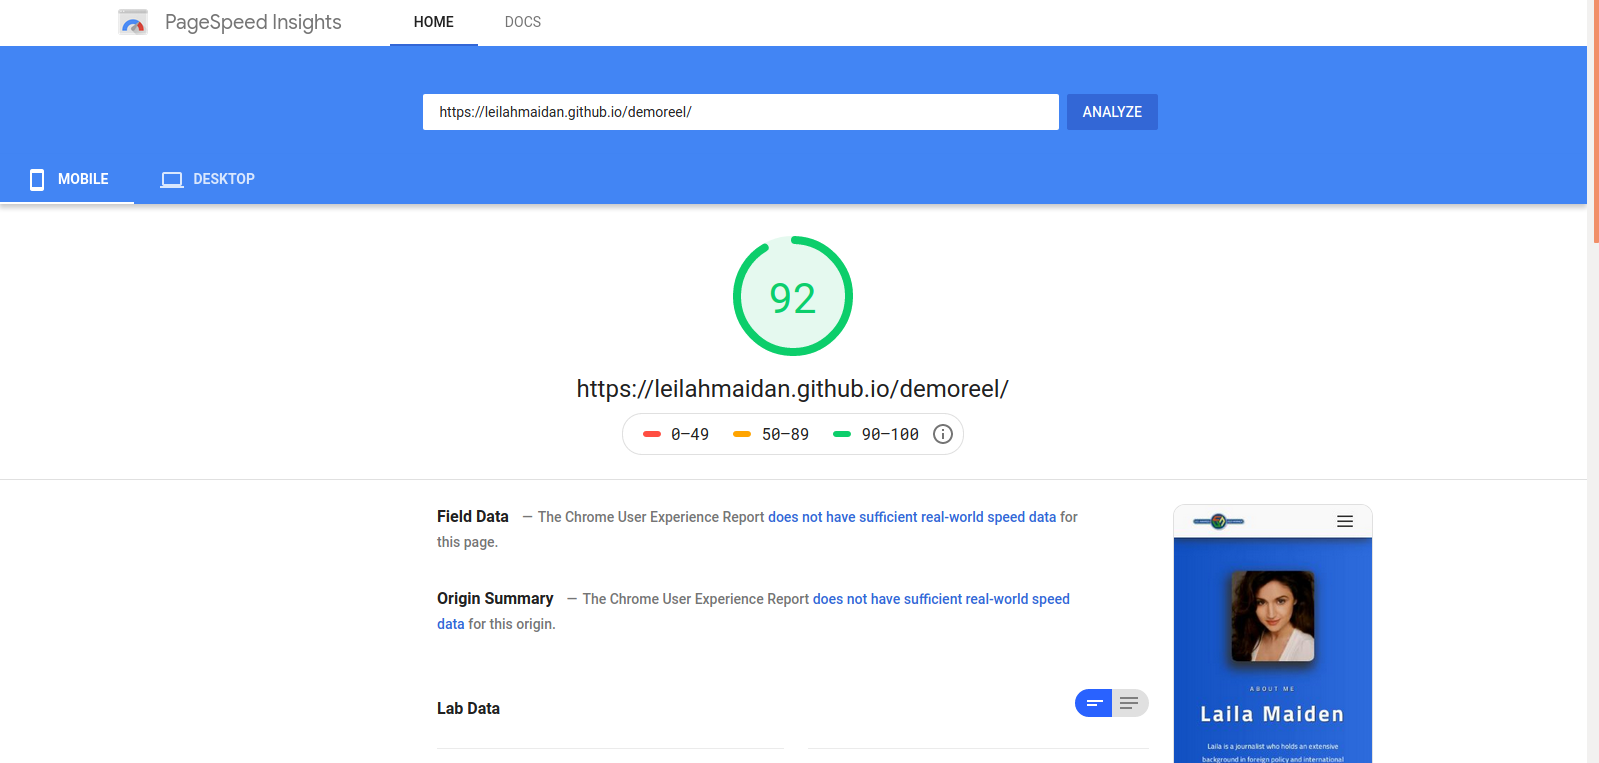 PageSpeed Insights
HOME
DOCS
https://leilahmaidan.github.io/demoreel/
ANALYZE
MOBILE
DESKTOP
92
https://leilahmaidan.github.io/demoreel/
0–49
50–89
90–100
Field Data — The Chrome User Experience Report does not have sufficient real-world speed data for
this page.
Origin Summary — The Chrome User Experience Report does not have sufficient real-world speed
data for this origin.
Lab Data
ABOUT ME
Laila Maiden
Laila is a journalist who holds an extensive
background in foreign policy and international